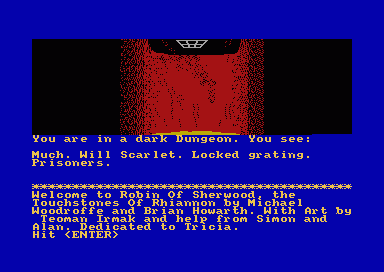 You are in a dark Dungeon. You see:
Much. Will Scarlet. Locked grating.
Prisoners.
****************************************
Welcome to Robin Of Sherwood, the
Touchstones Of Rhiannon by Michael
Woodroffe and Brian Howarth. With Art by
Teoman Irmak and help from Simon and
Alan. Dedicated to Tricia.
Hit <ENTER>